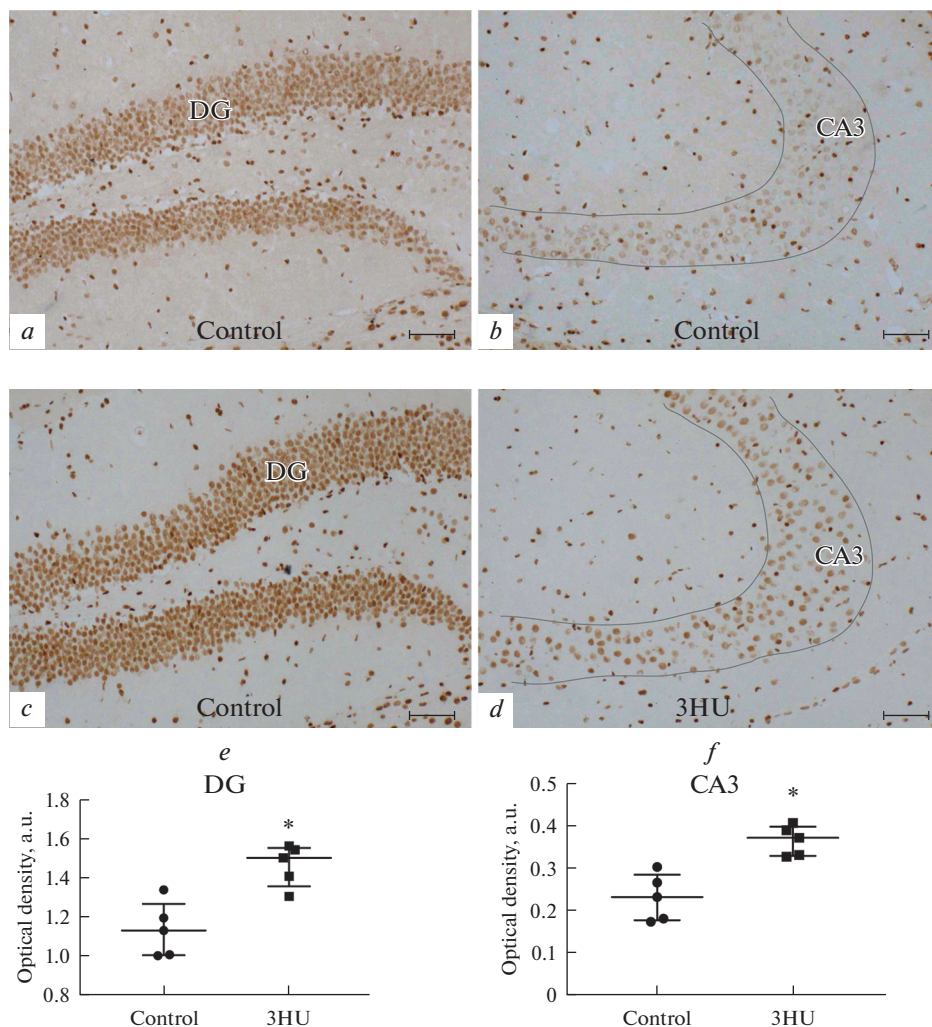 DG
CA3
a Control
b Control
DG
CA3
c Control
d 3HU
e
DG
Optical density, a.u.
1.8
1.6
1.4
1.2
1.0
0.8
Control 3HU
*
f
CA3
Optical density, a.u.
0.5
0.4
0.3
0.2
0.1
0
Control 3HU
*